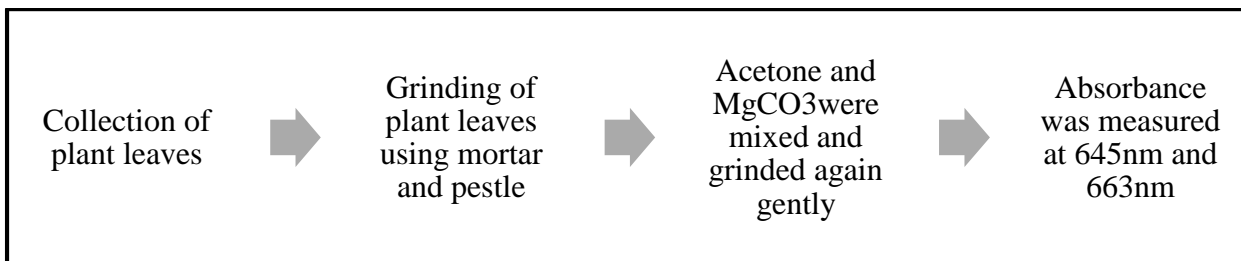 Collection of
plant leaves
Grinding of
plant leaves
using mortar
and pestle
Acetone and
MgCO3were
mixed and
grinded again
gently
Absorbance
was measured
at 645nm and
663nm